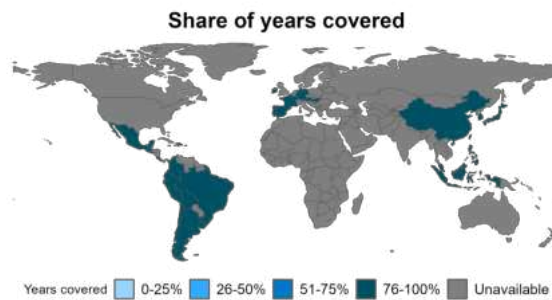 Share of years covered
Years covered 0-25% 26-50% 51-75% 76-100% Unavailable